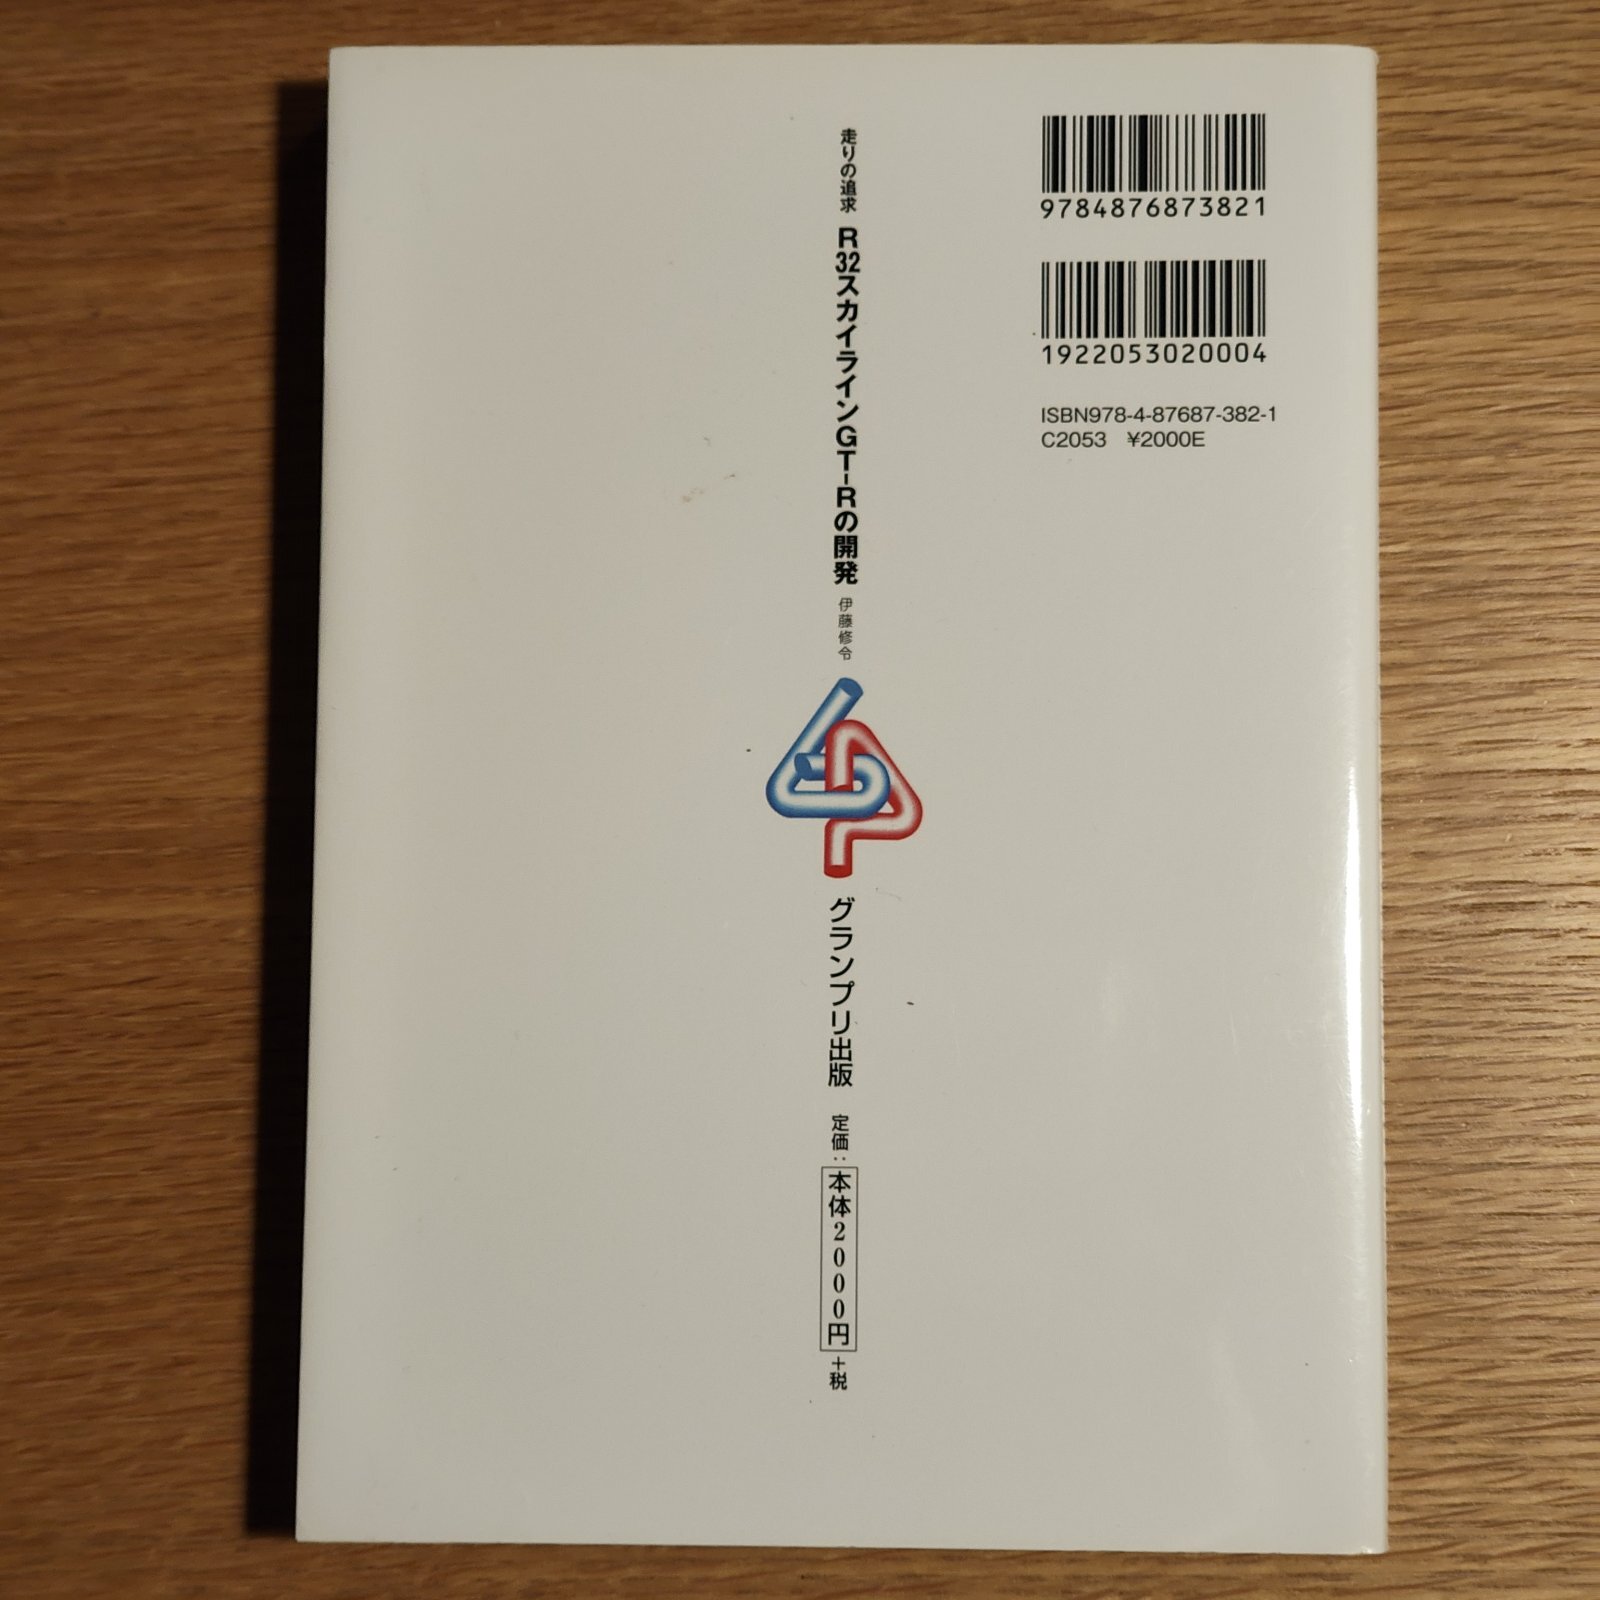 9784876873821
1922053020004
ISBN978-4-87687-382-1
C2053 ¥2000E
走りの追求 R32スカイラインGT-Rの開発 伊藤修令
グランプリ出版
定価：本体2000円+税